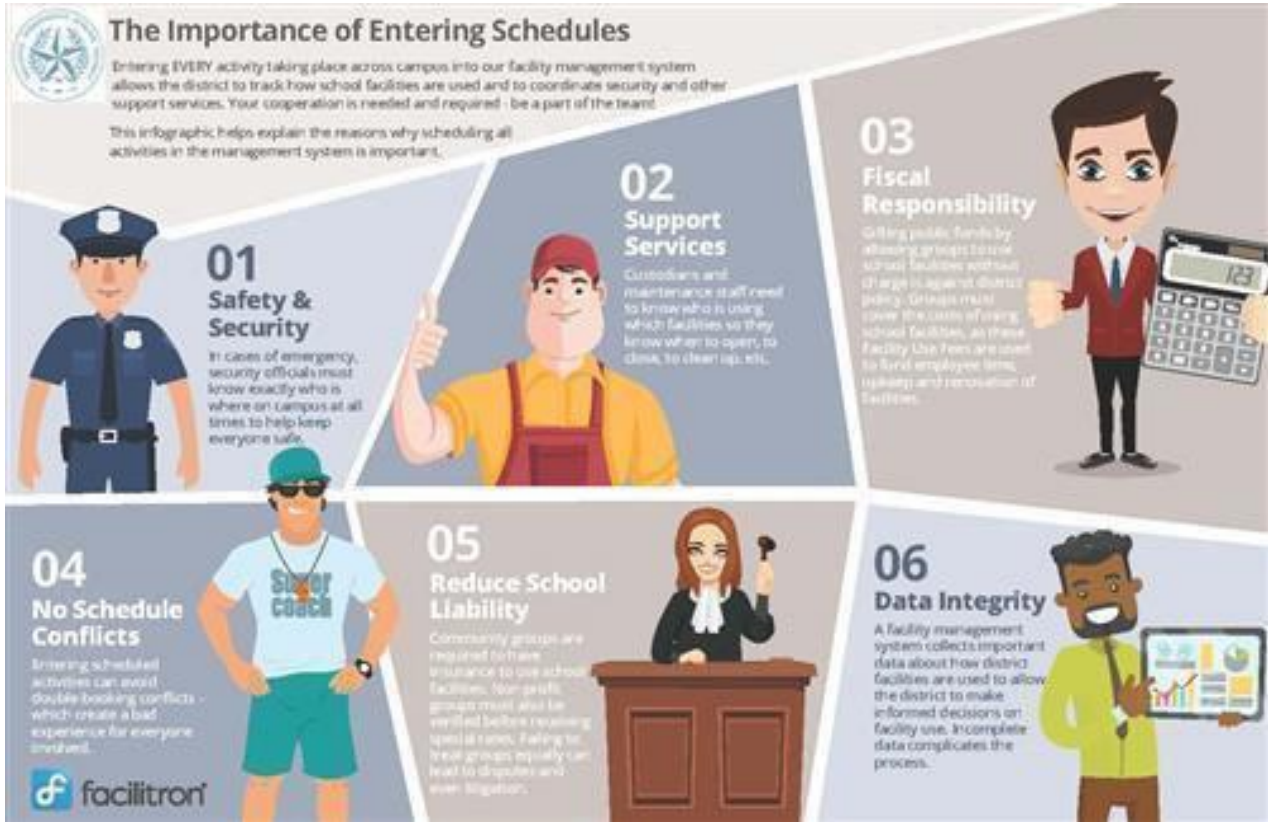 The Importance of Entering Schedules
Entering EVERY activity taking place across campus into our facility management system
allows the district to track how school facilities are used and to coordinate security and other
support services. Your cooperation is needed and required - be a part of the team!
This infographic helps explain the reasons why scheduling all
activities in the management system is important.
01
Safety &
Security
In cases of emergency,
security officials must
know exactly who is
where on campus at all
times to help keep
everyone safe.
02
Support
Services
Custodians and
maintenance staff need
to know who is using
which facilities so they
know when to open, to
close, to clean up, etc.
03
Fiscal
Responsibility
Gifting public funds by
allowing groups to use
school facilities without
charge is against district
policy. Groups must
cover the costs of using
school facilities, as these
Facility Use Fees are used
to fund employee time,
upkeep and renovation of
facilities.
123
04
No Schedule
Conflicts
Entering scheduled
activities can avoid
double booking conflicts -
which create a bad
experience for everyone
involved.
Super
coach
05
Reduce School
Liability
Community groups are
required to have
insurance to use school
facilities. Non-profit
groups must also be
verified before receiving
special rates. Failing to
treat groups equally can
lead to disputes and
even litigation.
06
Data Integrity
A facility management
system collects important
data about how district
facilities are used to allow
the district to make
informed decisions on
facility use. Incomplete
data complicates the
process.
facilitron